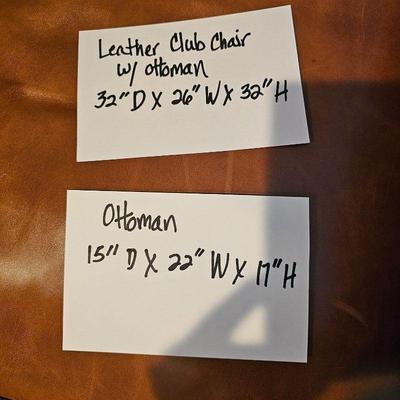 Leather Club Chair
w/ ottoman
32" D X 26" W X 32" H
Ottoman
15" D X 22" W X 17" H